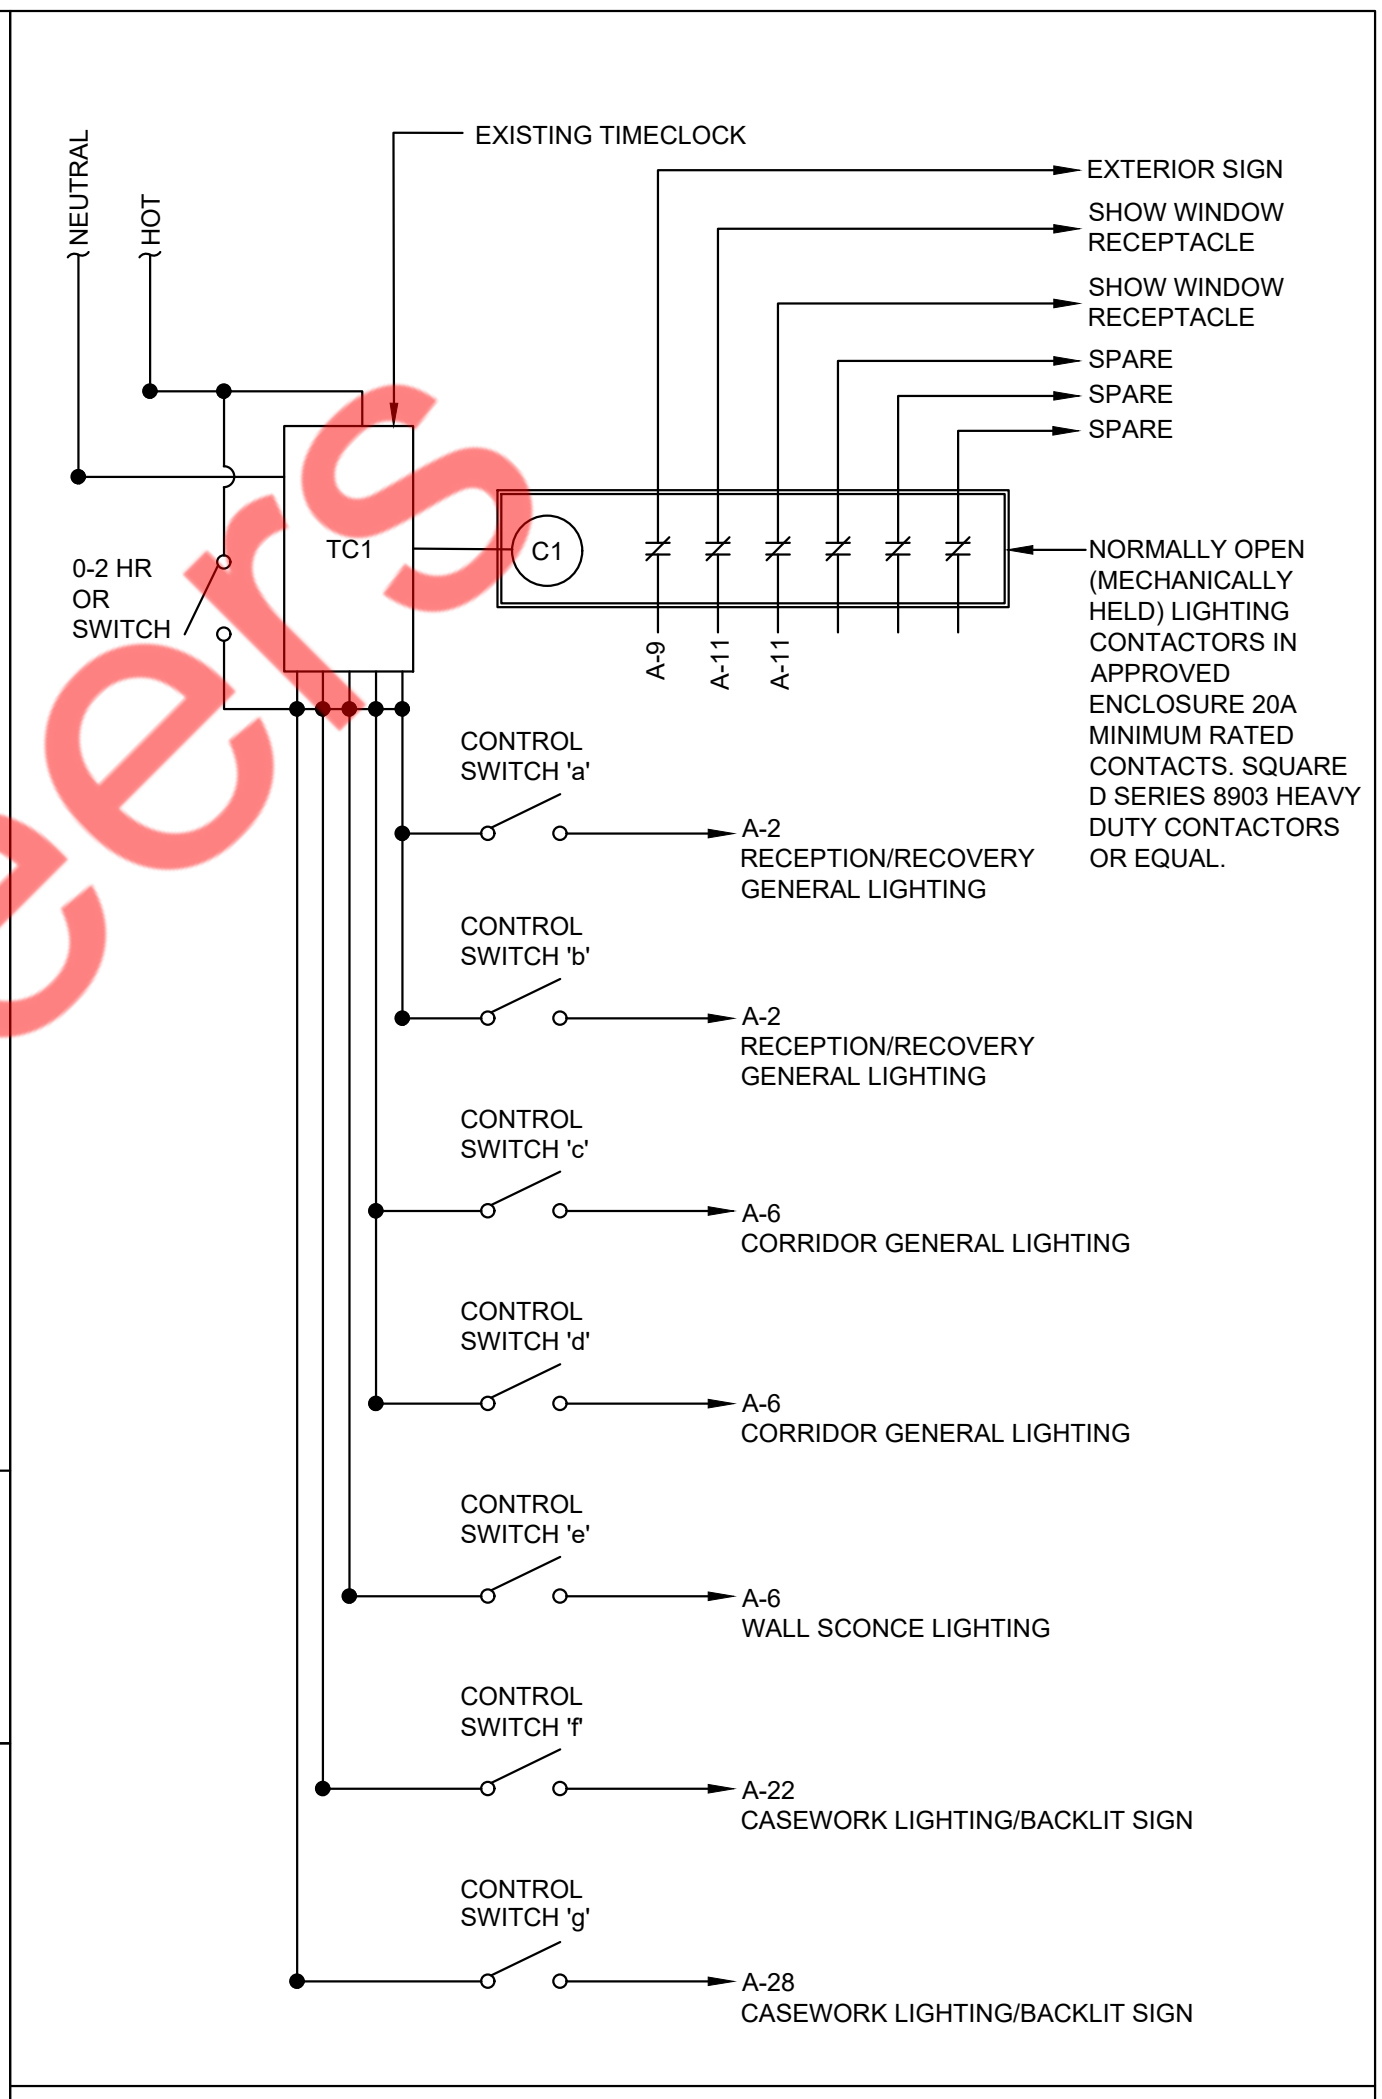 NEUTRAL
HOT
EXISTING TIMECLOCK
EXTERIOR SIGN
SHOW WINDOW
RECEPTACLE
SHOW WINDOW
RECEPTACLE
SPARE
SPARE
SPARE
TC1
C1
0-2 HR
OR
SWITCH
A-9
A-11
A-11
NORMALLY OPEN
(MECHANICALLY
HELD) LIGHTING
CONTACTORS IN
APPROVED
ENCLOSURE 20A
MINIMUM RATED
CONTACTS. SQUARE
D SERIES 8903 HEAVY
DUTY CONTACTORS
OR EQUAL.
CONTROL
SWITCH 'a'
A-2
RECEPTION/RECOVERY
GENERAL LIGHTING
CONTROL
SWITCH 'b'
A-2
RECEPTION/RECOVERY
GENERAL LIGHTING
CONTROL
SWITCH 'c'
A-6
CORRIDOR GENERAL LIGHTING
CONTROL
SWITCH 'd'
A-6
CORRIDOR GENERAL LIGHTING
CONTROL
SWITCH 'e'
A-6
WALL SCONCE LIGHTING
CONTROL
SWITCH 'f'
A-22
CASEWORK LIGHTING/BACKLIT SIGN
CONTROL
SWITCH 'g'
A-28
CASEWORK LIGHTING/BACKLIT SIGN
ers